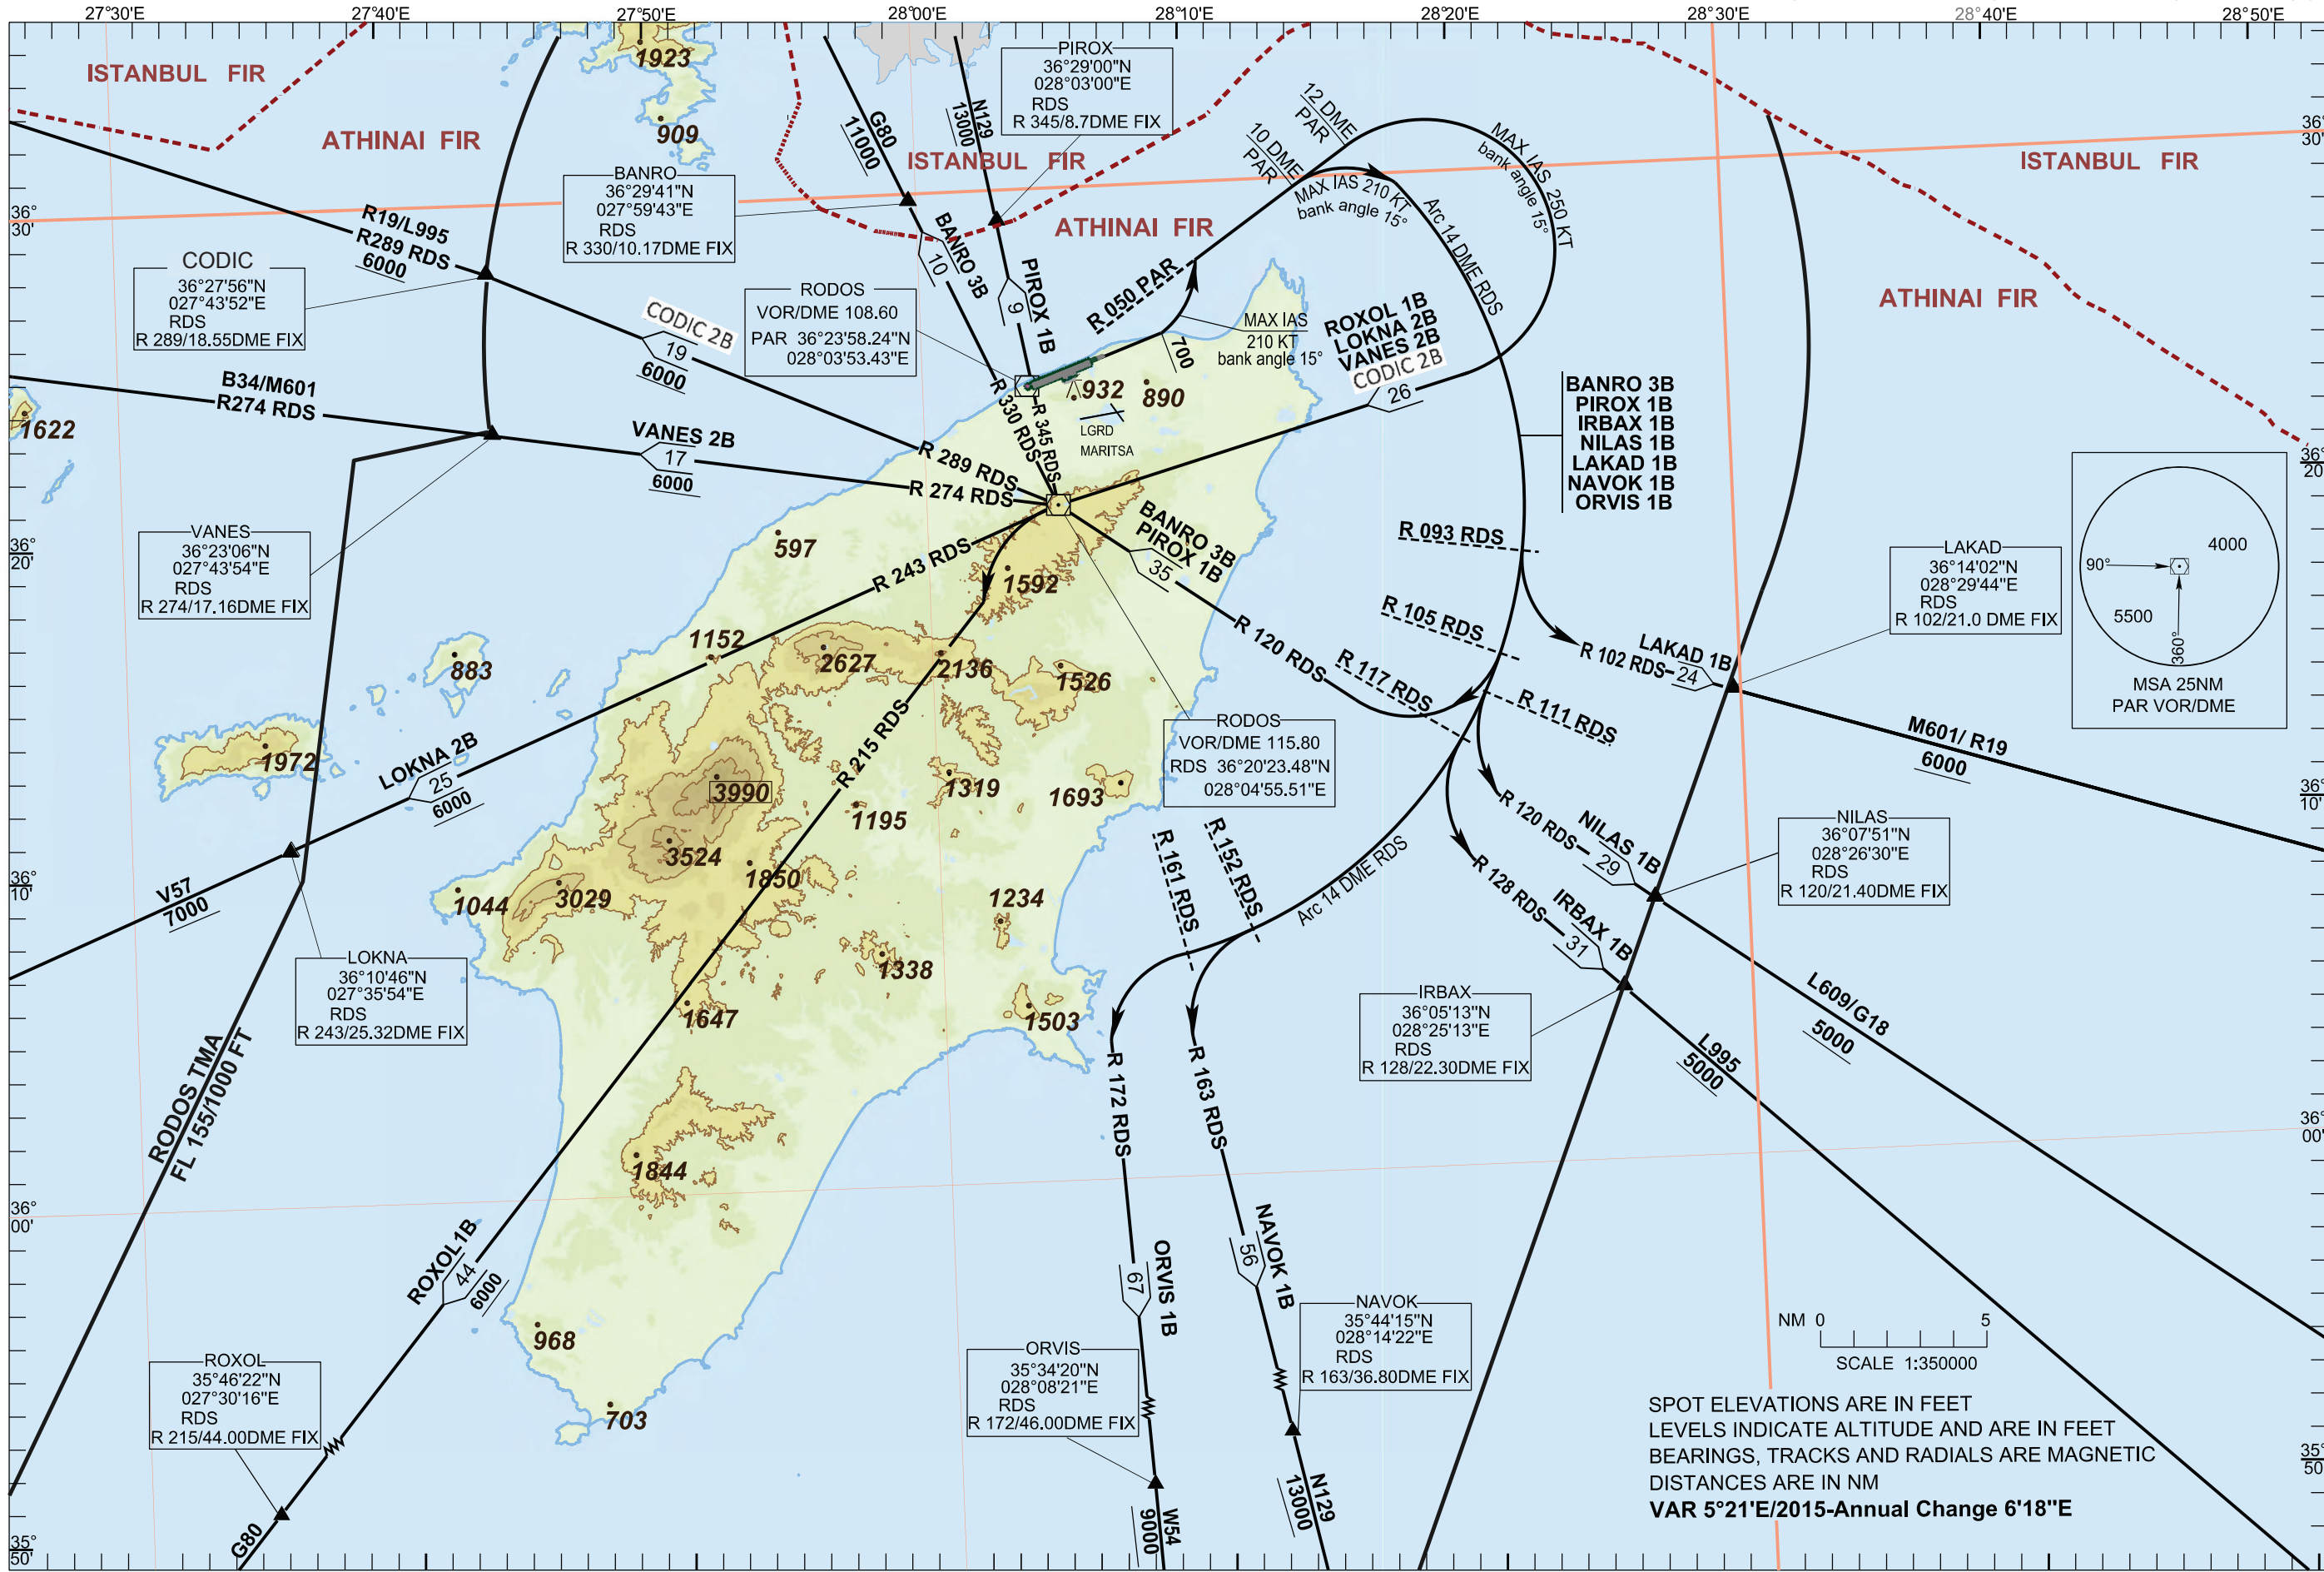 27°30'E
27°40'E
27°50'E
28°00'E
28°10'E
28°20'E
28°30'E
28°40'E
28°50'E
ISTANBUL FIR
ATHINAI FIR
1923
909
G80
11000
N129
13000
PIROX
36°29'00"N
028°03'00"E
RDS
R 345/8.7DME FIX
ISTANBUL FIR
ATHINAI FIR
12 DME
PAR
10 DME
PAR
MAX IAS 250 KT
bank angle 15°
MAX IAS 210 KT
bank angle 15°
Arc 14 DME RDS
ISTANBUL FIR
ATHINAI FIR
36°
30'
36°
30'
BANRO
36°29'41"N
027°59'43"E
RDS
R 330/10.17DME FIX
R19/L995
R289 RDS
6000
CODIC
36°27'56"N
027°43'52"E
RDS
R 289/18.55DME FIX
BANRO 3B
10
PIROX 1B
9
R 050 PAR
RODOS
VOR/DME 108.60
PAR 36°23'58.24"N
028°03'53.43"E
CODIC 2B
19
6000
MAX IAS
210 KT
bank angle 15°
700
ROXOL 1B
LOKNA 2B
VANES 2B
CODIC 2B
26
B34/M601
R274 RDS
1622
VANES 2B
17
6000
R 289 RDS
R 274 RDS
R 330 RDS
R 345 RDS
932
890
LGRD
MARITSA
BANRO 3B
PIROX 1B
IRBAX 1B
NILAS 1B
LAKAD 1B
NAVOK 1B
ORVIS 1B
36°
20'
36°
20'
VANES
36°23'06"N
027°43'54"E
RDS
R 274/17.16DME FIX
597
R 243 RDS
1592
BANRO 3B
PIROX 1B
35
R 120 RDS
R 093 RDS
R 105 RDS
R 117 RDS
R 111 RDS
R 102 RDS
LAKAD 1B
24
LAKAD
36°14'02"N
028°29'44"E
RDS
R 102/21.0 DME FIX
90°
4000
5500
360°
MSA 25NM
PAR VOR/DME
M601/ R19
6000
883
1972
1152
2627
2136
1526
LOKNA 2B
25
6000
R 215 RDS
RODOS
VOR/DME 115.80
RDS 36°20'23.48"N
028°04'55.51"E
3990
1195
1319
1693
3524
1850
3029
1044
1234
1338
1503
1647
V57
7000
LOKNA
36°10'46"N
027°35'54"E
RDS
R 243/25.32DME FIX
36°
10'
36°
10'
R 161 RDS
R 152 RDS
Arc 14 DME RDS
R 120 RDS
NILAS 1B
29
R 128 RDS
IRBAX 1B
31
NILAS
36°07'51"N
028°26'30"E
RDS
R 120/21.40DME FIX
IRBAX
36°05'13"N
028°25'13"E
RDS
R 128/22.30DME FIX
L609/G18
5000
L995
5000
RODOS TMA
FL 155/1000 FT
R 172 RDS
R 163 RDS
1844
36°
00'
36°
00'
ROXOL1B
44
6000
ORVIS 1B
67
NAVOK 1B
56
968
703
ROXOL
35°46'22"N
027°30'16"E
RDS
R 215/44.00DME FIX
G80
ORVIS
35°34'20"N
028°08'21"E
RDS
R 172/46.00DME FIX
NAVOK
35°44'15"N
028°14'22"E
RDS
R 163/36.80DME FIX
W54
9000
N129
13000
NM 0 5
SCALE 1:350000
SPOT ELEVATIONS ARE IN FEET
LEVELS INDICATE ALTITUDE AND ARE IN FEET
BEARINGS, TRACKS AND RADIALS ARE MAGNETIC
DISTANCES ARE IN NM
VAR 5°21'E/2015-Annual Change 6'18"E
35°
50'
35°
50'